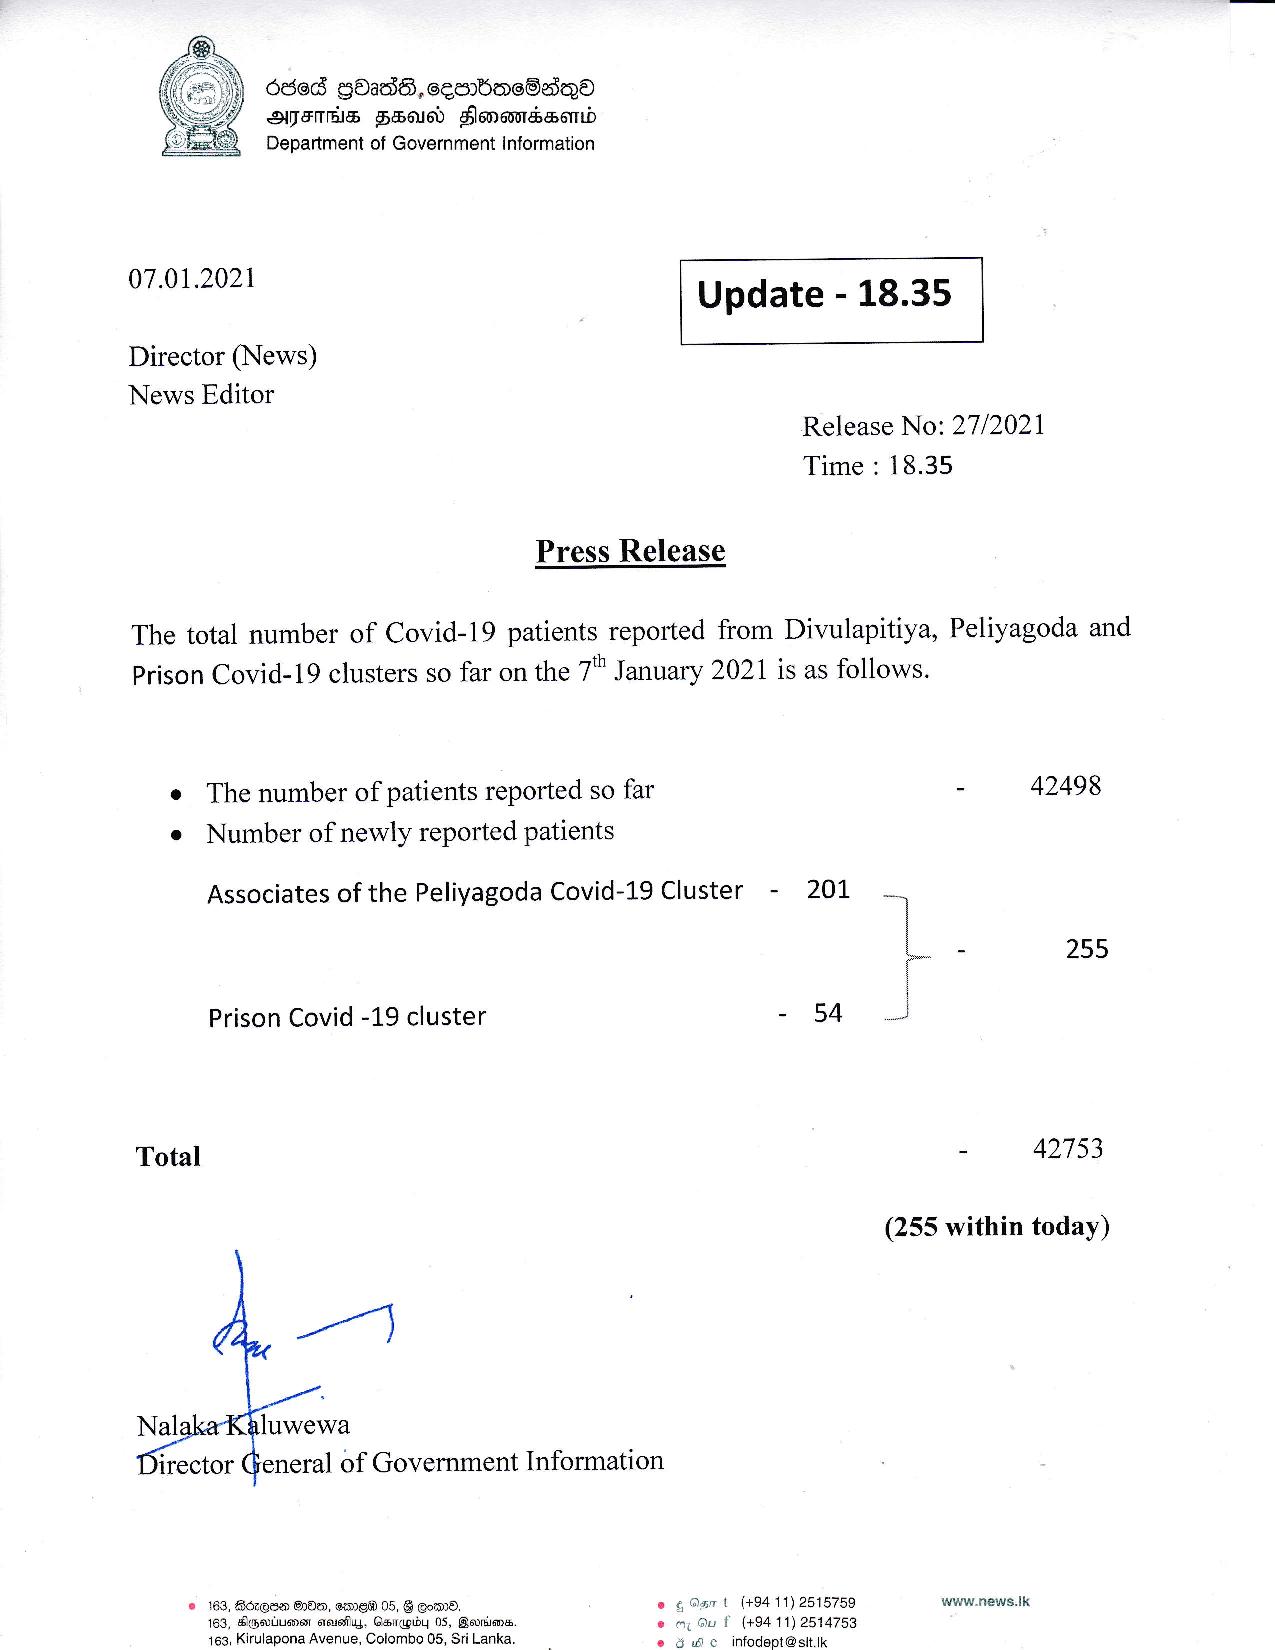 රජයේ ප්‍රවෘත්ති දෙපාර්තමේන්තුව
அரசாங்க தகவல் திணைக்களம்
Department of Government Information
07.01.2021
Update - 18.35
Director (News)
News Editor
Release No: 27/2021
Time : 18.35
Press Release
The total number of Covid-19 patients reported from Divulapitiya, Peliyagoda and
Prison Covid-19 clusters so far on the 7th January 2021 is as follows.
• The number of patients reported so far - 42498
• Number of newly reported patients
Associates of the Peliyagoda Covid-19 Cluster - 201
- 255
Prison Covid -19 cluster - 54
Total - 42753
(255 within today)
Nalaka Kaluwewa
Director General of Government Information
• 163, කිරුලපන මාවත, කොළඹ 05, ශ්‍රී ලංකාව.
163, கிருலப்பனை எவனியூ, கொழும்பு 05, இலங்கை.
163, Kirulapona Avenue, Colombo 05, Sri Lanka.
• දු தொ t (+94 11) 2515759
• ෆැ பெ f (+94 11) 2514753
• ඊ மி e infodept@slt.lk
www.news.lk